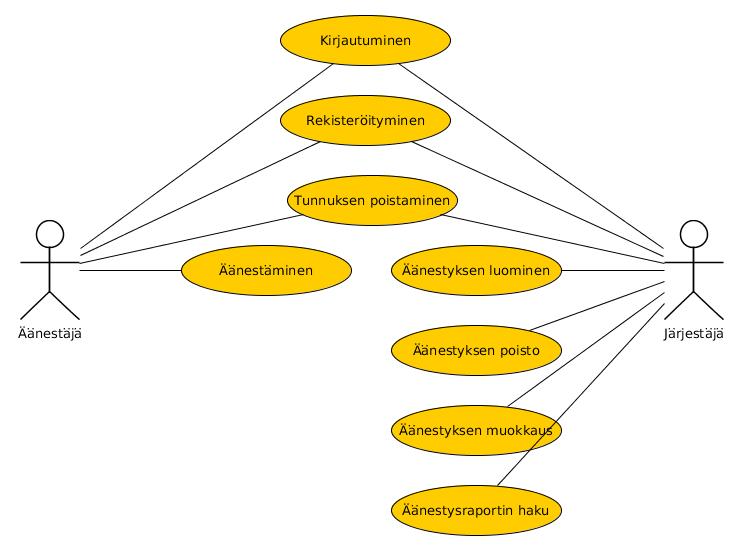 Kirjautuminen
Rekisteröityminen
Tunnuksen poistaminen
Äänestäminen
Äänestyksen luominen
Äänestäjä
Järjestäjä
Äänestyksen poisto
Äänestyksen muokkaus
Äänestysraportin haku